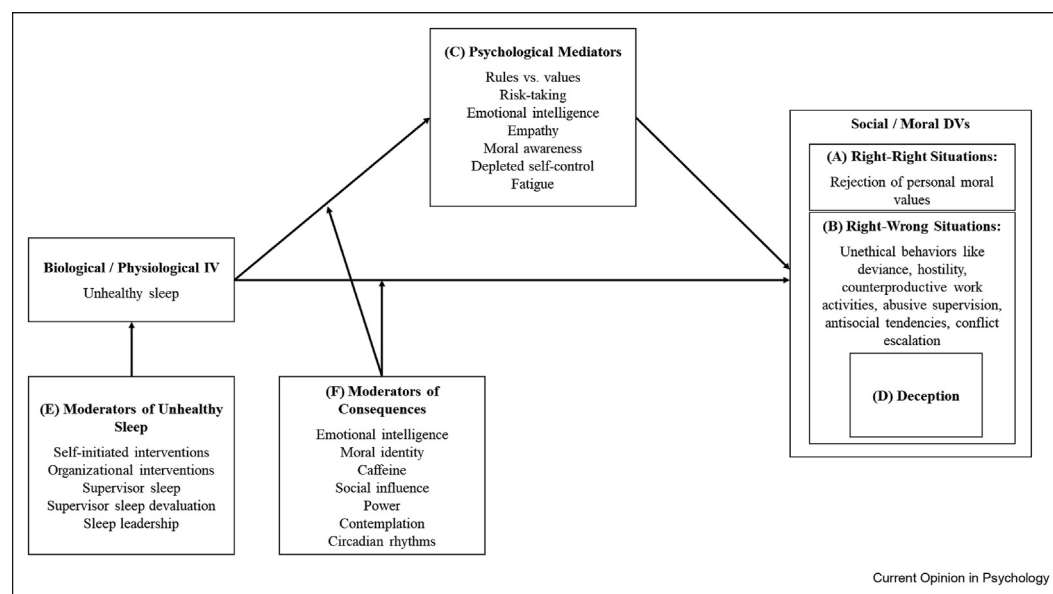 (C) Psychological Mediators
Rules vs. values
Risk-taking
Emotional intelligence
Empathy
Moral awareness
Depleted self-control
Fatigue
Social / Moral DVs
(A) Right-Right Situations:
Rejection of personal moral
values
(B) Right-Wrong Situations:
Unethical behaviors like
deviance, hostility,
counterproductive work
activities, abusive supervision,
antisocial tendencies, conflict
escalation
(D) Deception
Biological / Physiological IV
Unhealthy sleep
(E) Moderators of Unhealthy
Sleep
Self-initiated interventions
Organizational interventions
Supervisor sleep
Supervisor sleep devaluation
Sleep leadership
(F) Moderators of
Consequences
Emotional intelligence
Moral identity
Caffeine
Social influence
Power
Contemplation
Circadian rhythms
Current Opinion in Psychology